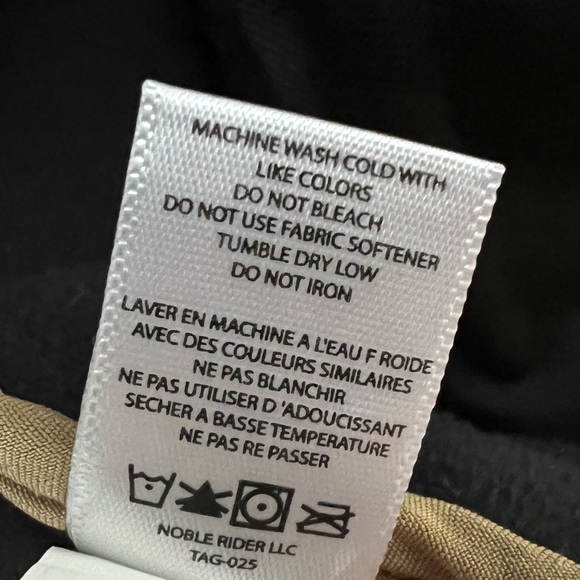 MACHINE WASH COLD WITH
LIKE COLORS
DO NOT BLEACH
DO NOT USE FABRIC SOFTENER
TUMBLE DRY LOW
DO NOT IRON
LAVER EN MACHINE A L'EAU F ROIDE
AVEC DES COULEURS SIMILAIRES
NE PAS BLANCHIR
NE PAS UTILISER D 'ADOUCISSANT
SECHER A BASSE TEMPERATURE
NE PAS RE PASSER
NOBLE RIDER LLC
TAG-025